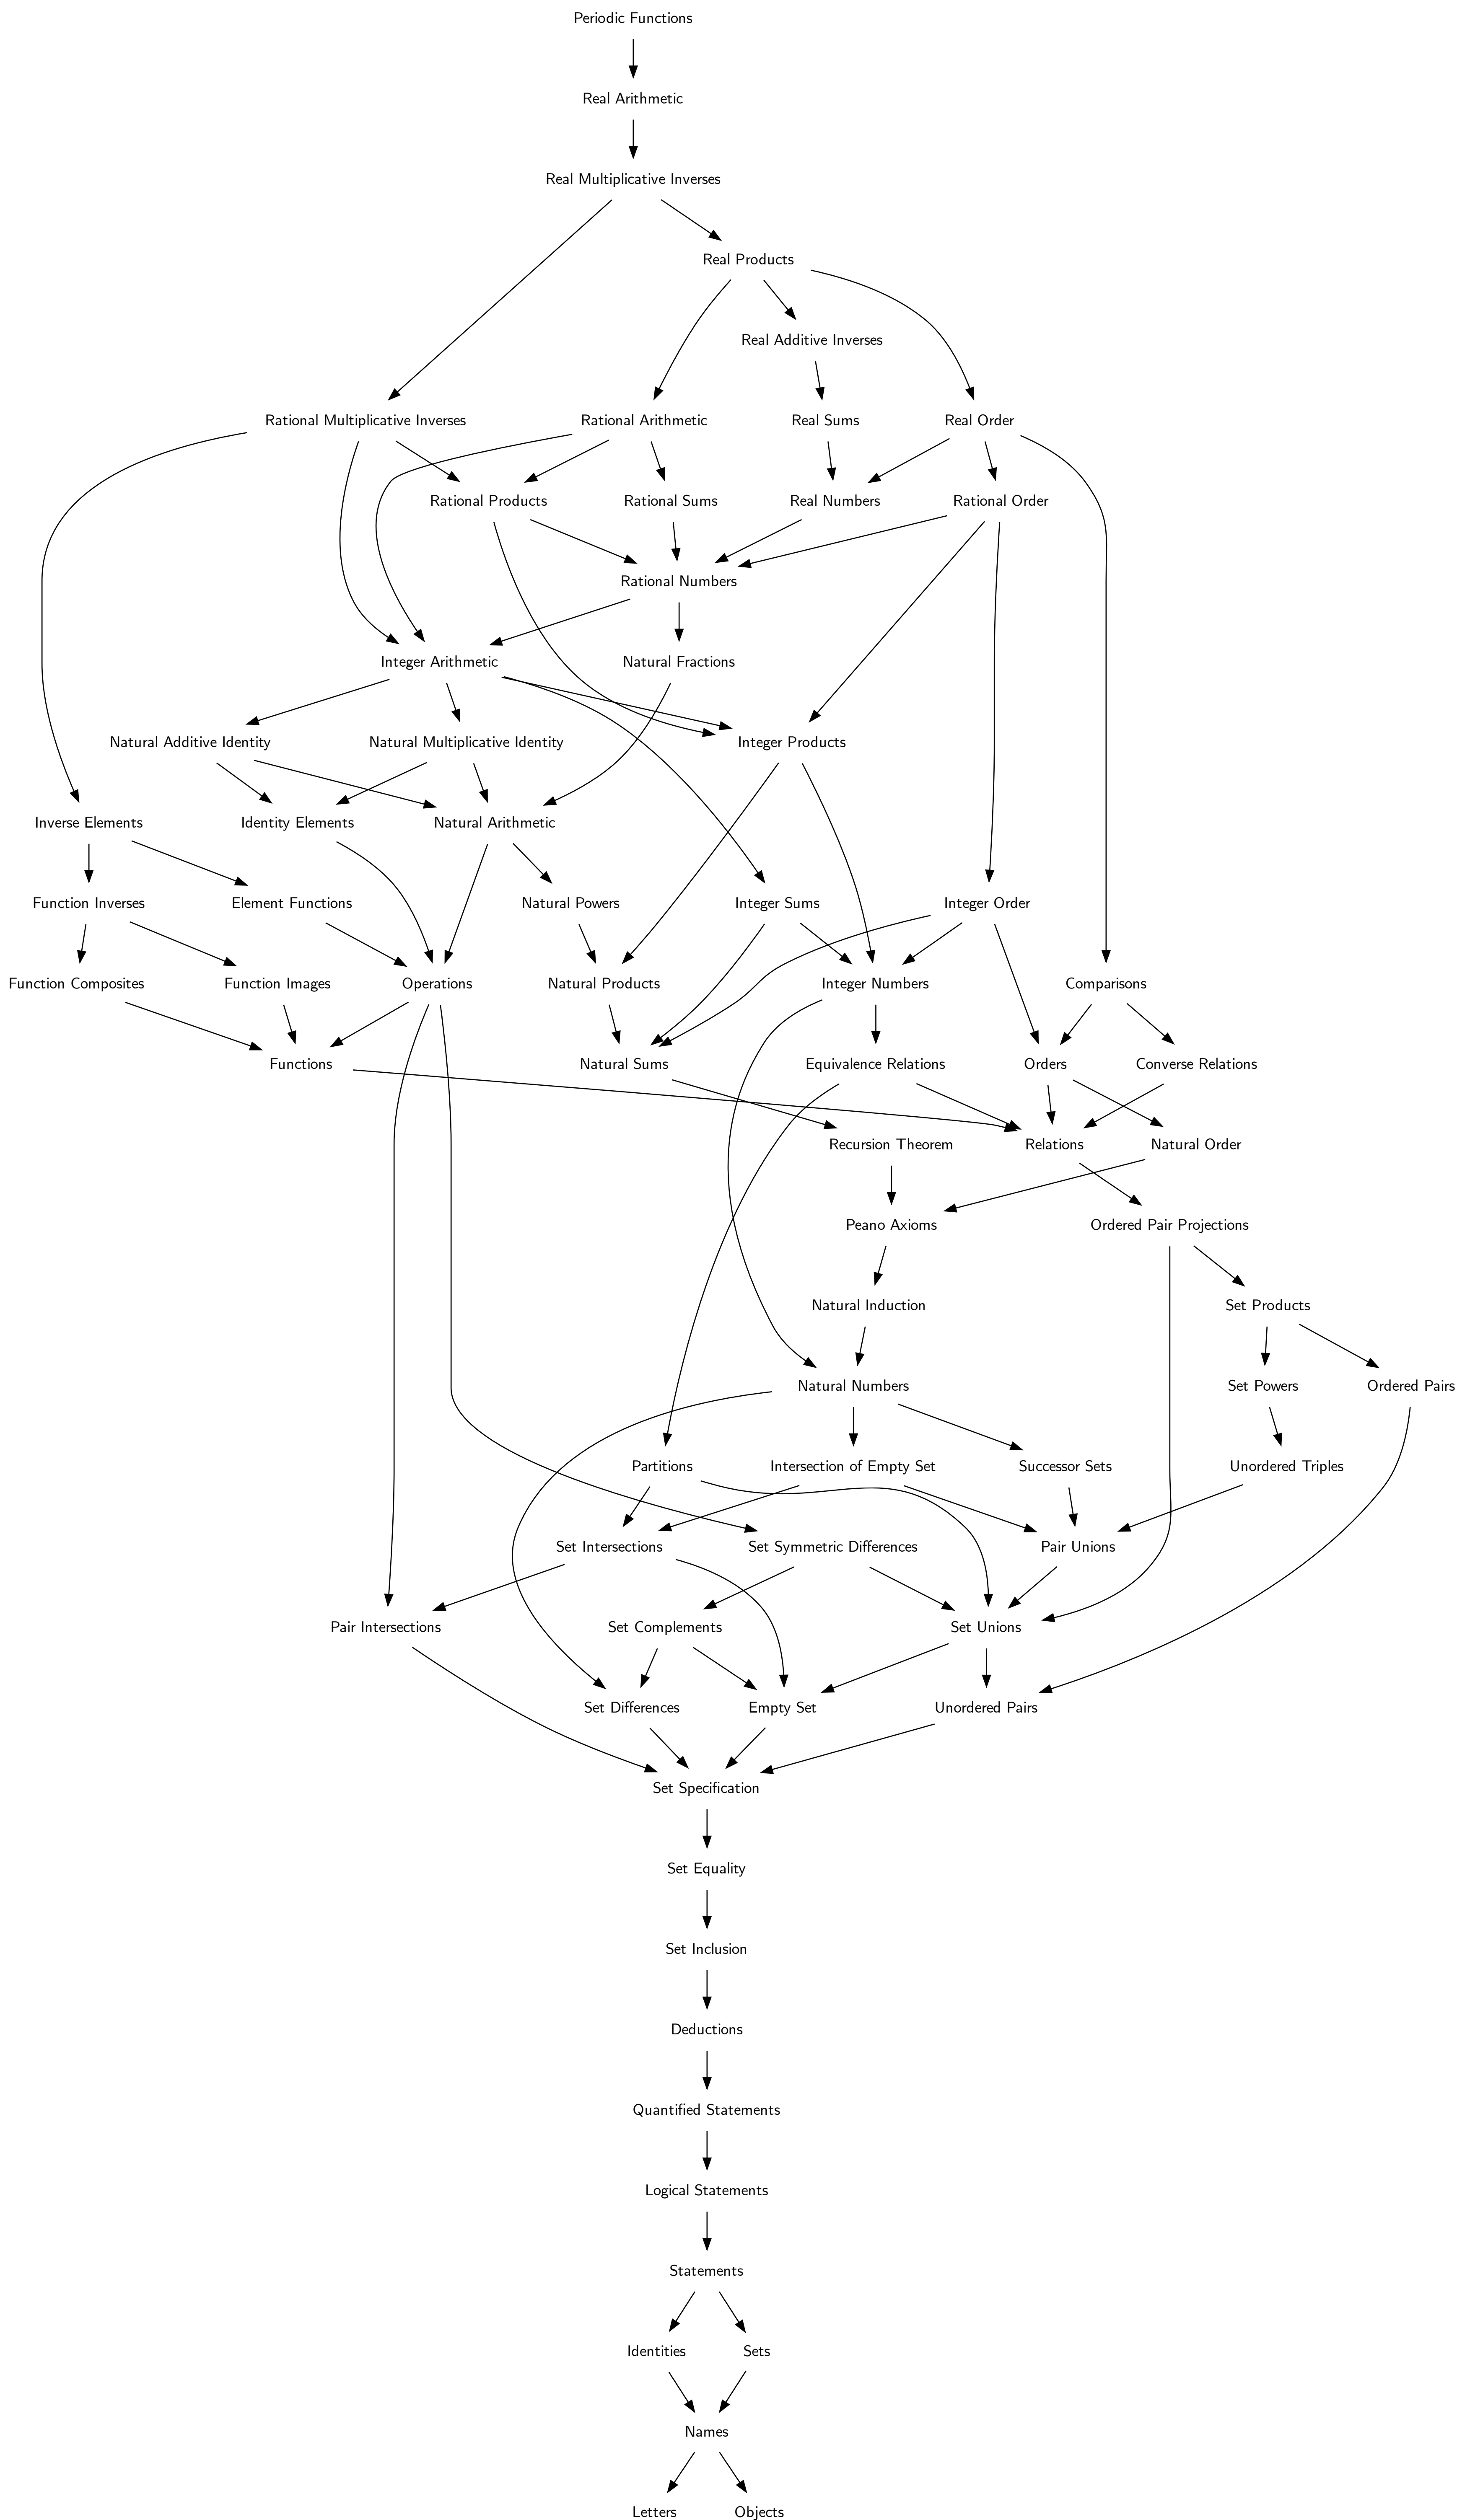 Periodic Functions
Real Arithmetic
Real Multiplicative Inverses
Real Products
Real Additive Inverses
Rational Multiplicative Inverses
Rational Arithmetic
Real Sums
Real Order
Rational Products
Rational Sums
Real Numbers
Rational Order
Rational Numbers
Integer Arithmetic
Natural Fractions
Natural Additive Identity
Natural Multiplicative Identity
Integer Products
Inverse Elements
Identity Elements
Natural Arithmetic
Function Inverses
Element Functions
Natural Powers
Integer Sums
Integer Order
Function Composites
Function Images
Operations
Natural Products
Integer Numbers
Comparisons
Functions
Natural Sums
Equivalence Relations
Orders
Converse Relations
Recursion Theorem
Relations
Natural Order
Peano Axioms
Ordered Pair Projections
Natural Induction
Set Products
Natural Numbers
Set Powers
Ordered Pairs
Partitions
Intersection of Empty Set
Successor Sets
Unordered Triples
Set Intersections
Set Symmetric Differences
Pair Unions
Pair Intersections
Set Complements
Set Unions
Set Differences
Empty Set
Unordered Pairs
Set Specification
Set Equality
Set Inclusion
Deductions
Quantified Statements
Logical Statements
Statements
Identities
Sets
Names
Letters
Objects